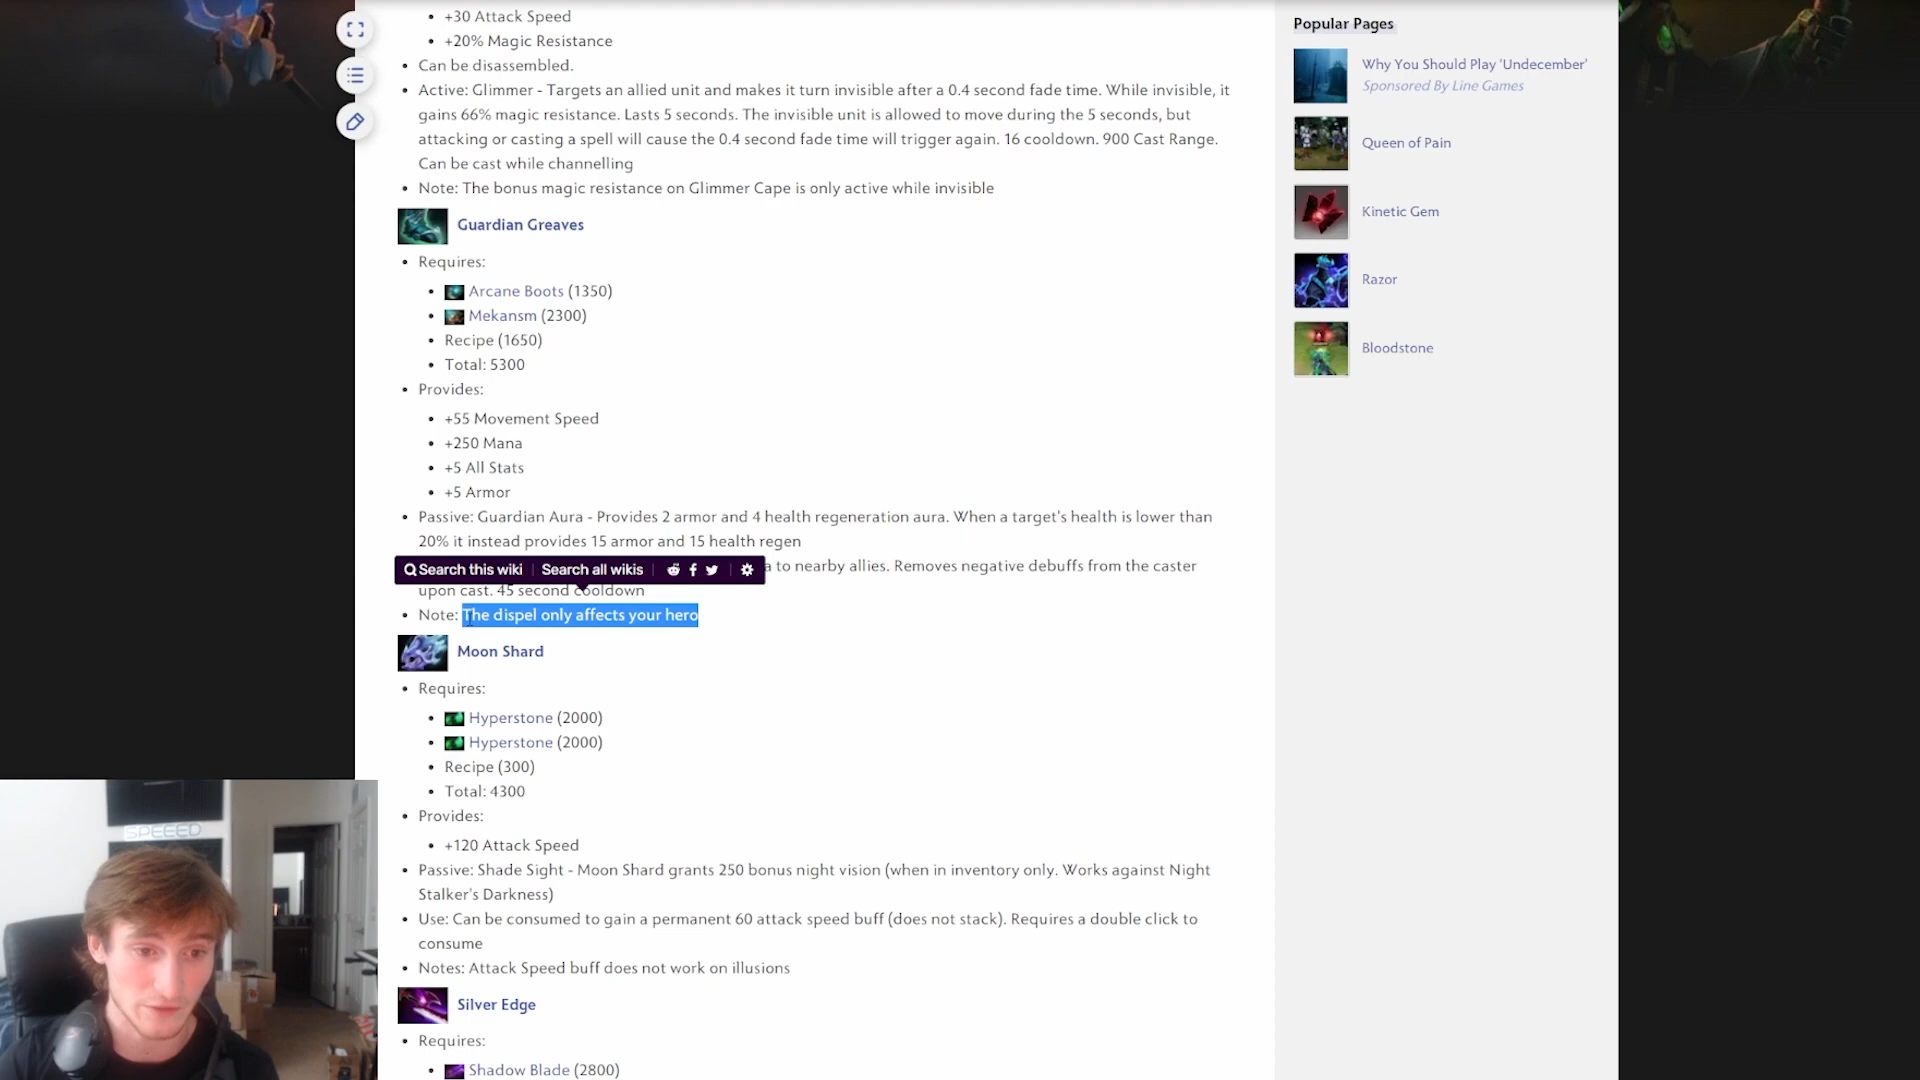 +30 Attack Speed
+20% Magic Resistance
Can be disassembled.
Active: Glimmer - Targets an allied unit and makes it turn invisible after a 0.4 second fade time. While invisible, it
gains 66% magic resistance. Lasts 5 seconds. The invisible unit is allowed to move during the 5 seconds, but
attacking or casting a spell will cause the 0.4 second fade time will trigger again. 16 cooldown. 900 Cast Range.
Can be cast while channelling
Note: The bonus magic resistance on Glimmer Cape is only active while invisible
Guardian Greaves
Requires:
Arcane Boots (1350)
Mekansm (2300)
Recipe (1650)
Total: 5300
Provides:
+55 Movement Speed
+250 Mana
+5 All Stats
+5 Armor
Passive: Guardian Aura - Provides 2 armor and 4 health regeneration aura. When a target's health is lower than
20% it instead provides 15 armor and 15 health regen
Search this wiki Search all wikis
a to nearby allies. Removes negative debuffs from the caster
upon cast. 45 second cooldown
Note: The dispel only affects your hero
Moon Shard
Requires:
Hyperstone (2000)
Hyperstone (2000)
Recipe (300)
Total: 4300
Provides:
+120 Attack Speed
Passive: Shade Sight - Moon Shard grants 250 bonus night vision (when in inventory only. Works against Night
Stalker's Darkness)
Use: Can be consumed to gain a permanent 60 attack speed buff (does not stack). Requires a double click to
consume
Notes: Attack Speed buff does not work on illusions
Silver Edge
Requires:
Shadow Blade (2800)
Popular Pages
Why You Should Play 'Undecember'
Sponsored By Line Games
Queen of Pain
Kinetic Gem
Razor
Bloodstone
SPEEED